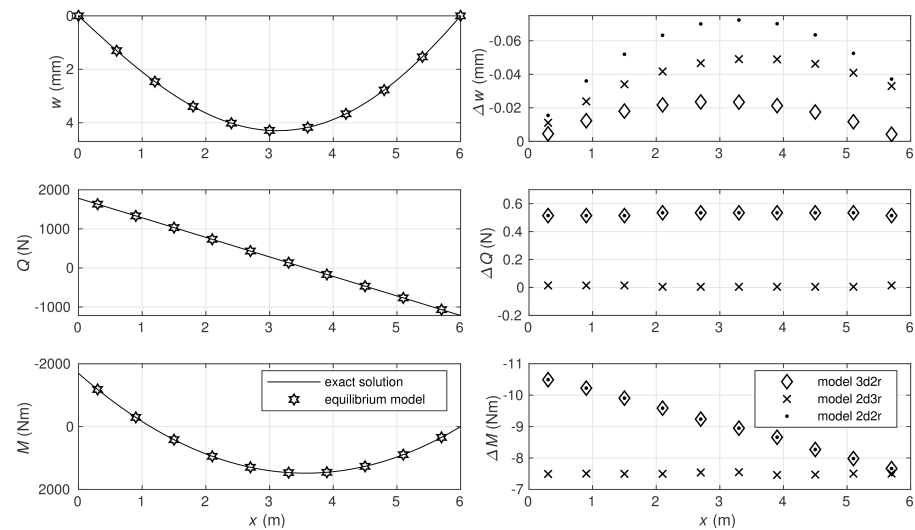 0
2
4
w (mm)
0 1 2 3 4 5 6
-0.06
-0.04
-0.02
0
Δw (mm)
0 1 2 3 4 5 6
2000
1000
0
-1000
Q (N)
0 1 2 3 4 5 6
0.6
0.4
0.2
0
-0.2
ΔQ (N)
0 1 2 3 4 5 6
-2000
0
2000
M (Nm)
exact solution
equilibrium model
0 1 2 3 4 5 6
x (m)
-11
-10
-9
-8
-7
ΔM (Nm)
model 3d2r
model 2d3r
model 2d2r
0 1 2 3 4 5 6
x (m)